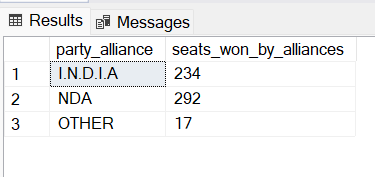 Results Messages
party_alliance seats_won_by_alliances
1 I.N.D.I.A 234
2 NDA 292
3 OTHER 17